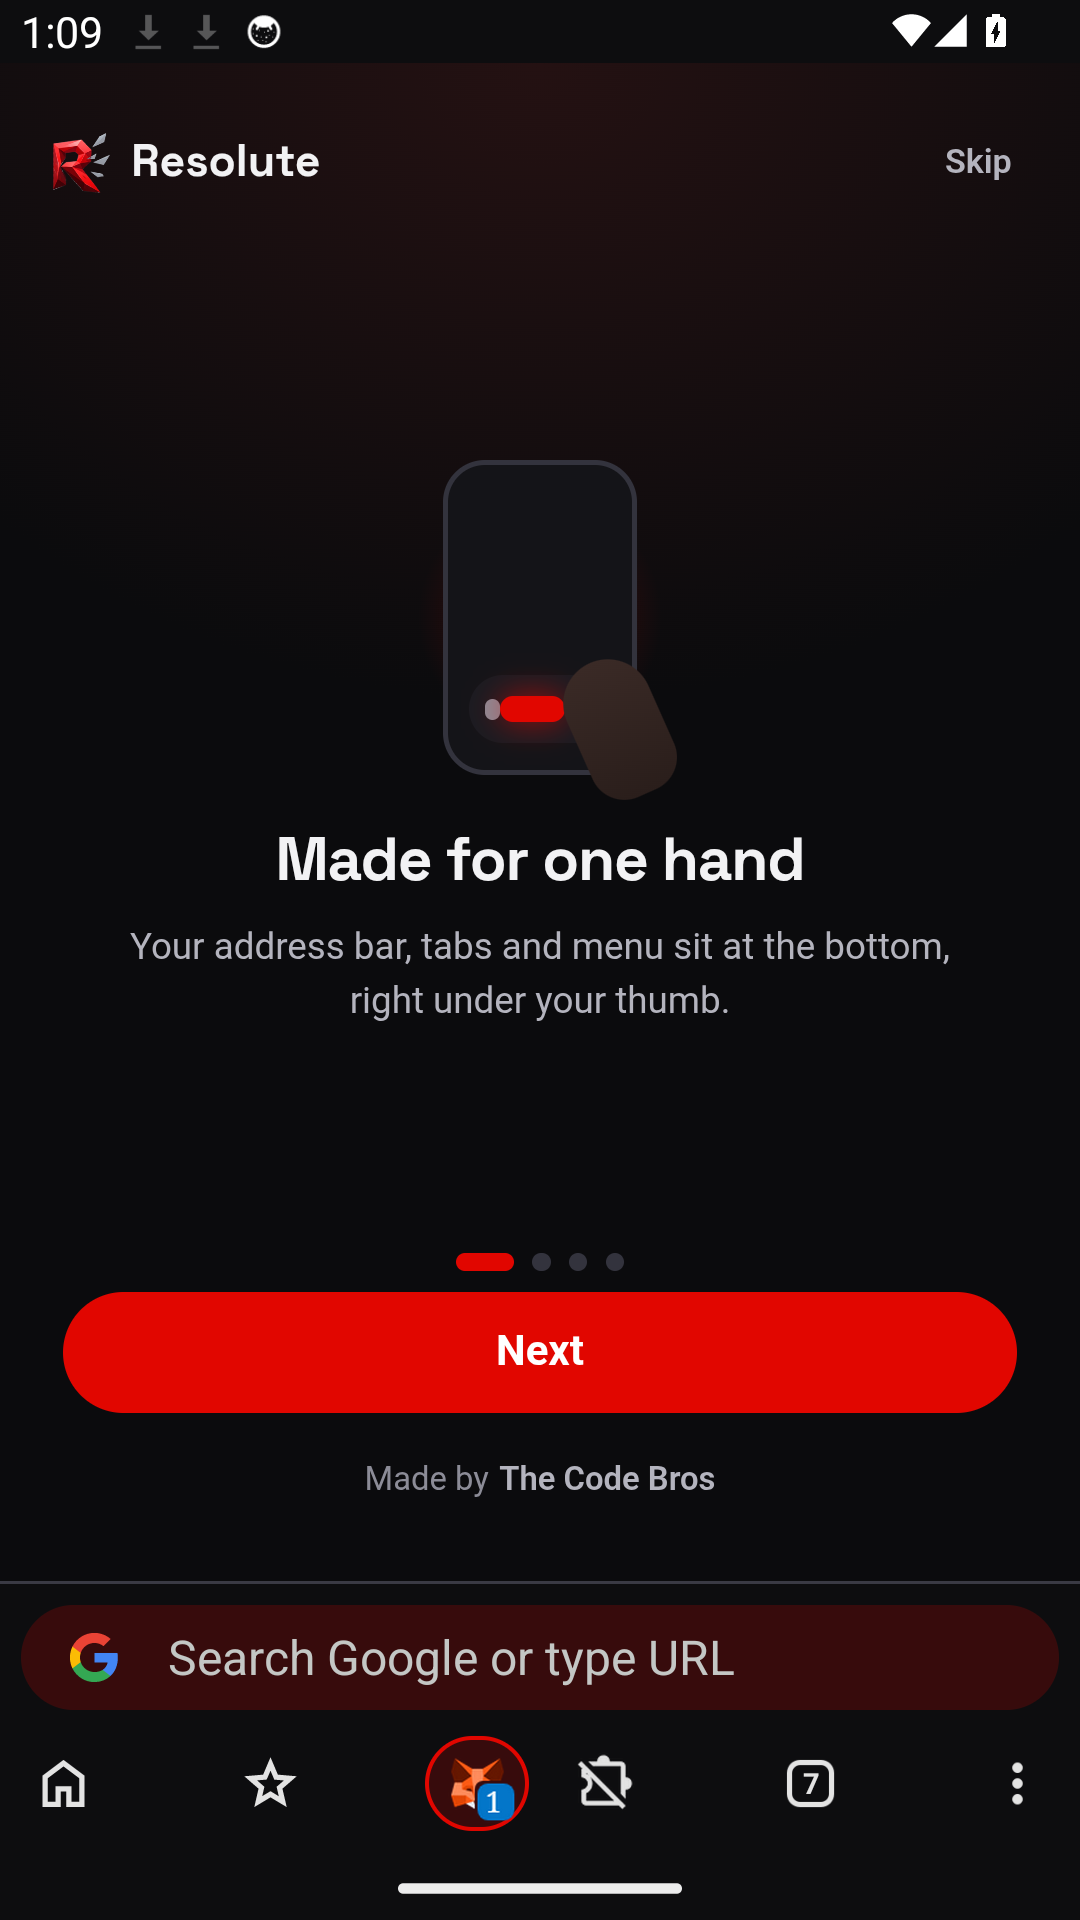 1:09
Resolute
Skip
Made for one hand
Your address bar, tabs and menu sit at the bottom,
right under your thumb.
Next
Made by The Code Bros
Search Google or type URL
1
7